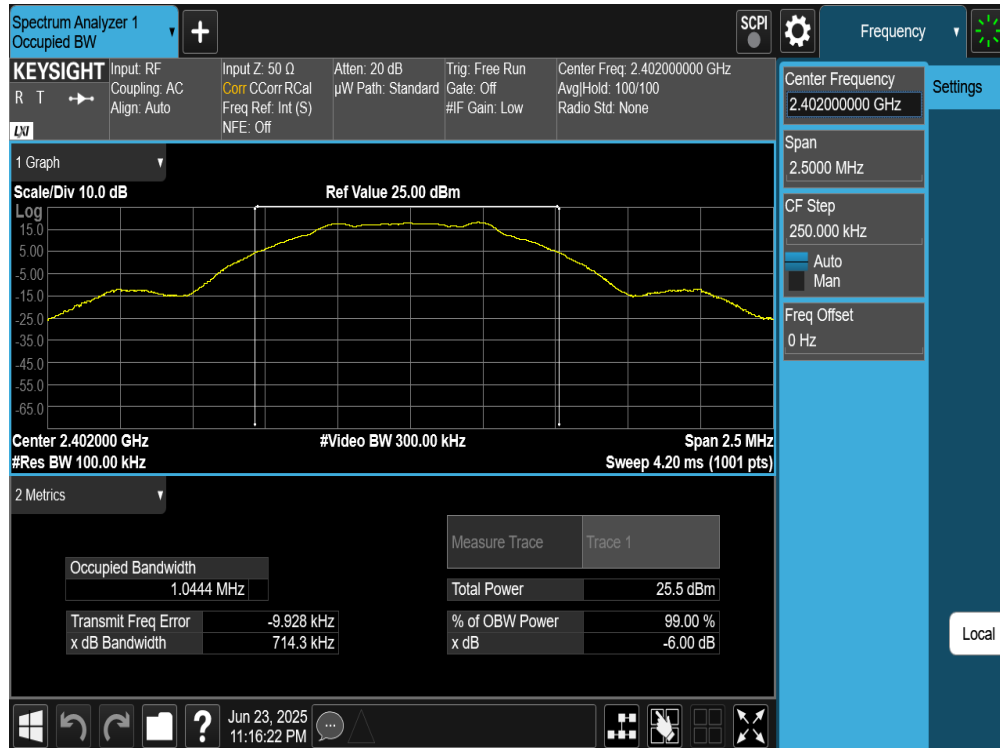 Spectrum Analyzer 1
Occupied BW
+
SCPI
Frequency
KEYSIGHT
R T
LXI
Input: RF
Coupling: AC
Align: Auto
Input Z: 50 Ω
Corr CCorr RCal
Freq Ref: Int (S)
NFE: Off
Atten: 20 dB
µW Path: Standard
Trig: Free Run
Gate: Off
#IF Gain: Low
Center Freq: 2.402000000 GHz
Avg|Hold: 100/100
Radio Std: None
Center Frequency
2.402000000 GHz
Settings
Span
2.5000 MHz
CF Step
250.000 kHz
Auto
Man
Freq Offset
0 Hz
1 Graph
Scale/Div 10.0 dB
Ref Value 25.00 dBm
Log
15.0
5.00
-5.00
-15.0
-25.0
-35.0
-45.0
-55.0
-65.0
Center 2.402000 GHz
#Video BW 300.00 kHz
Span 2.5 MHz
#Res BW 100.00 kHz
Sweep 4.20 ms (1001 pts)
2 Metrics
Measure Trace
Trace 1
Occupied Bandwidth
1.0444 MHz
Total Power
25.5 dBm
Transmit Freq Error
-9.928 kHz
% of OBW Power
99.00 %
x dB Bandwidth
714.3 kHz
x dB
-6.00 dB
Local
?
Jun 23, 2025
11:16:22 PM